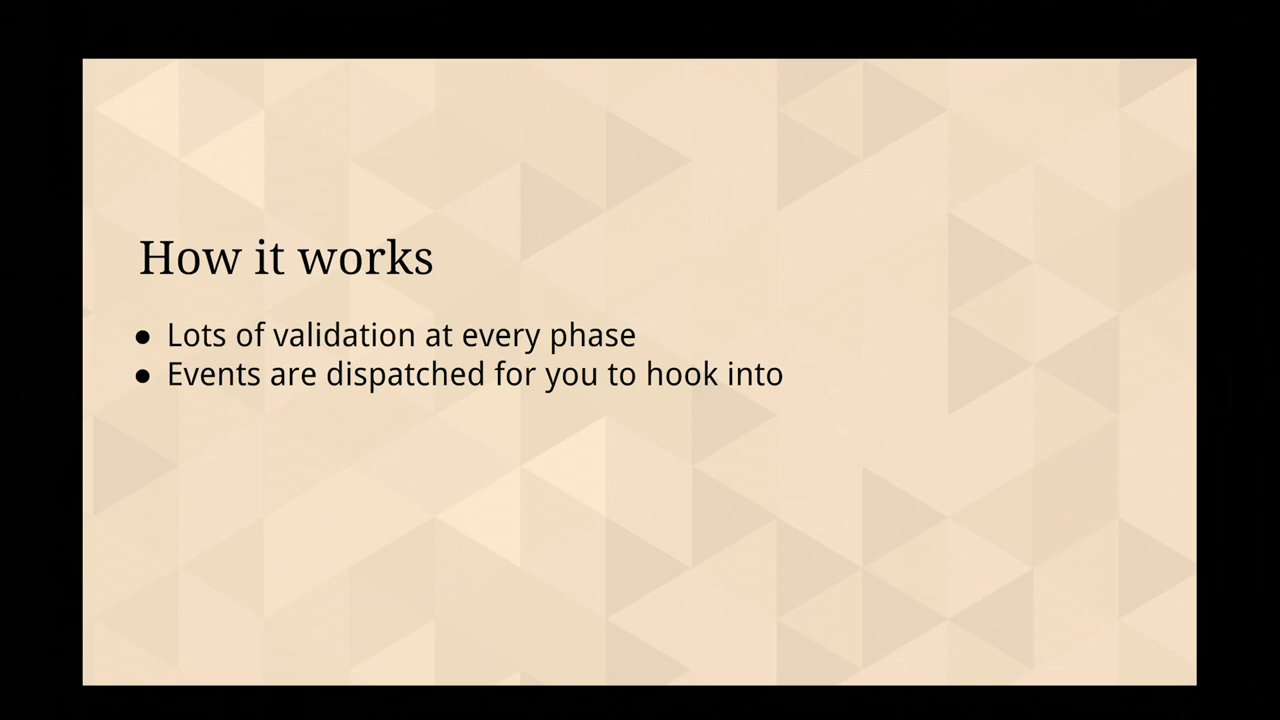 How it works
● Lots of validation at every phase
● Events are dispatched for you to hook into